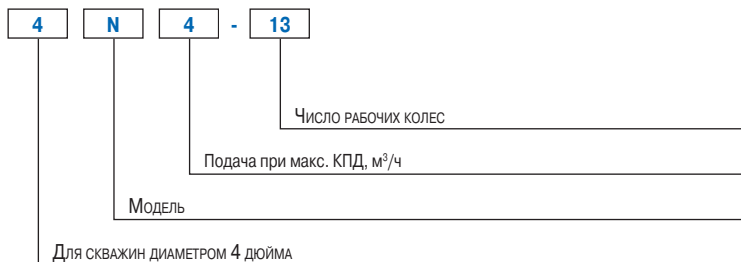 4 N 4 - 13
Число рабочих колес
Подача при макс. КПД, м³/ч
Модель
Для скважин диаметром 4 дюйма